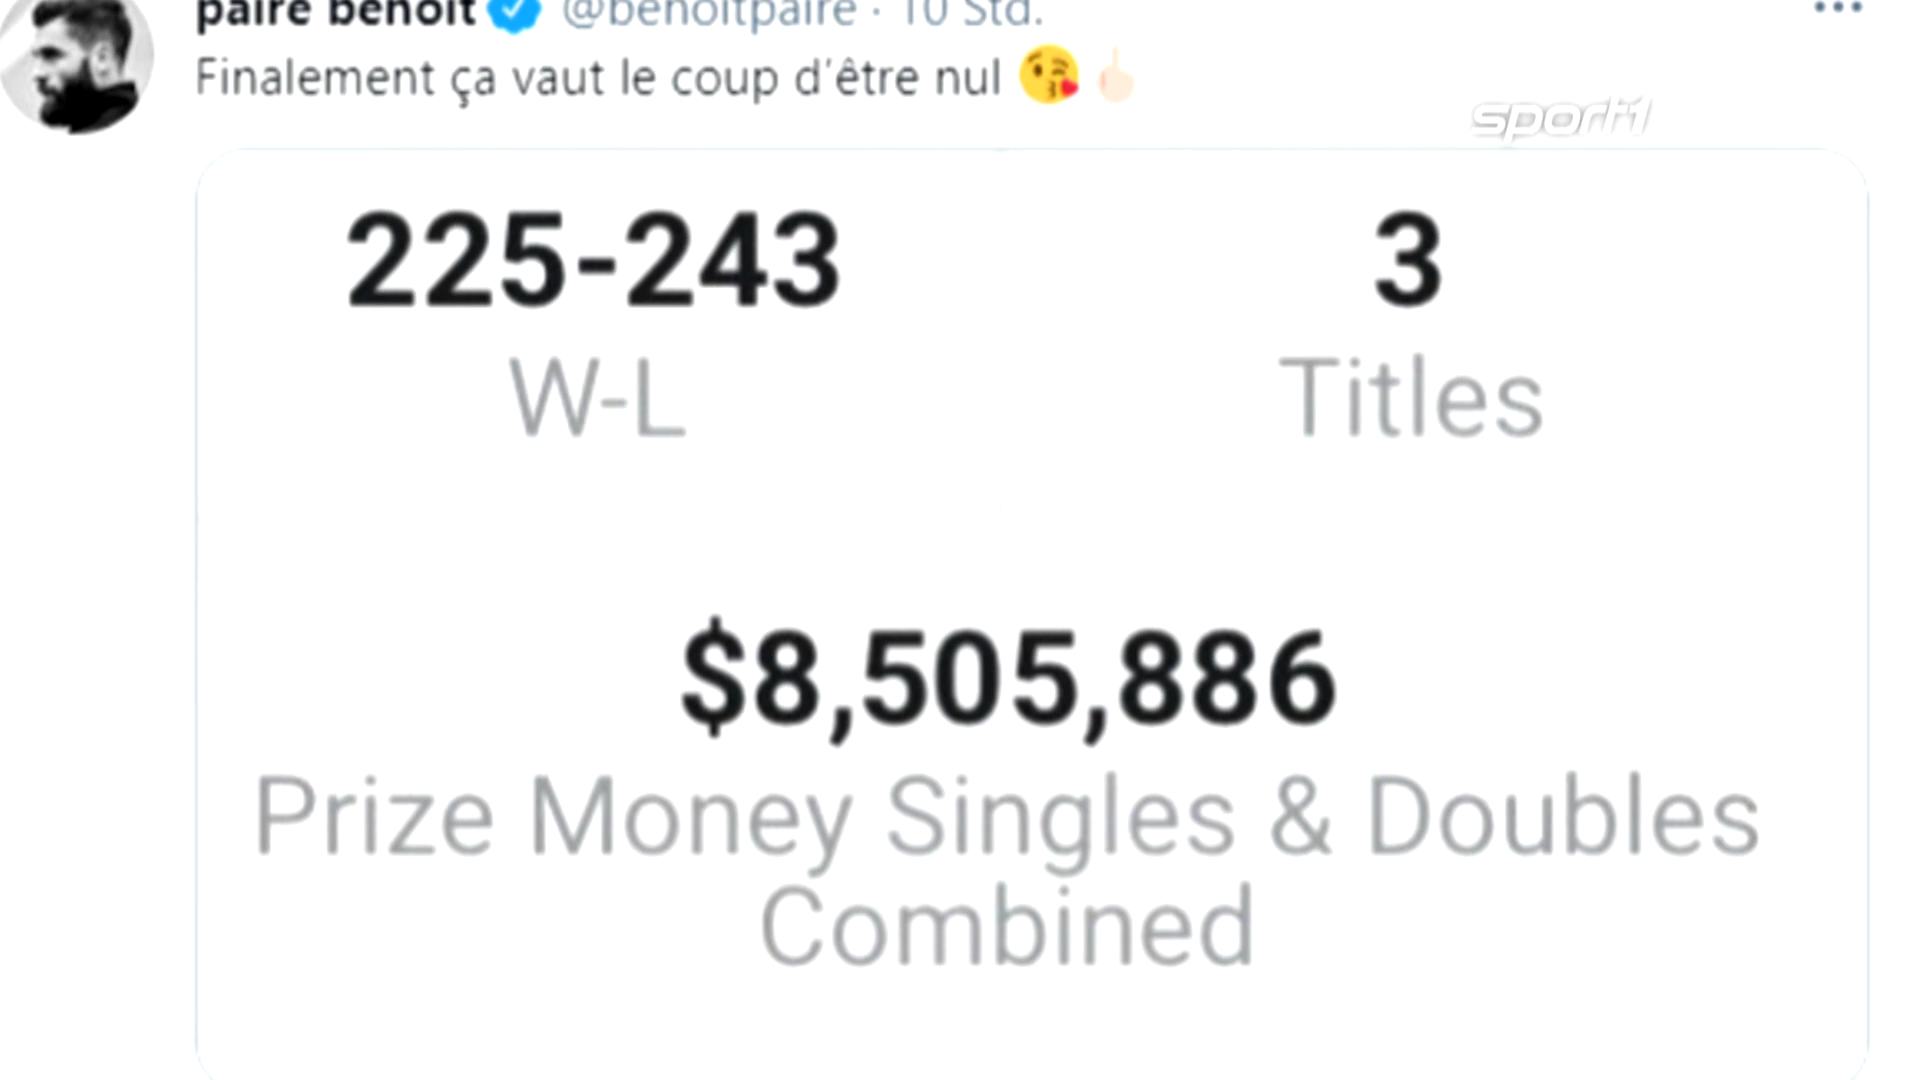 paire benoit @benoitpaire · 10 Std.
Finalement ça vaut le coup d'être nul 😘🖕🏻
sport1
225-243
3
W-L
Titles
$8,505,886
Prize Money Singles & Doubles
Combined